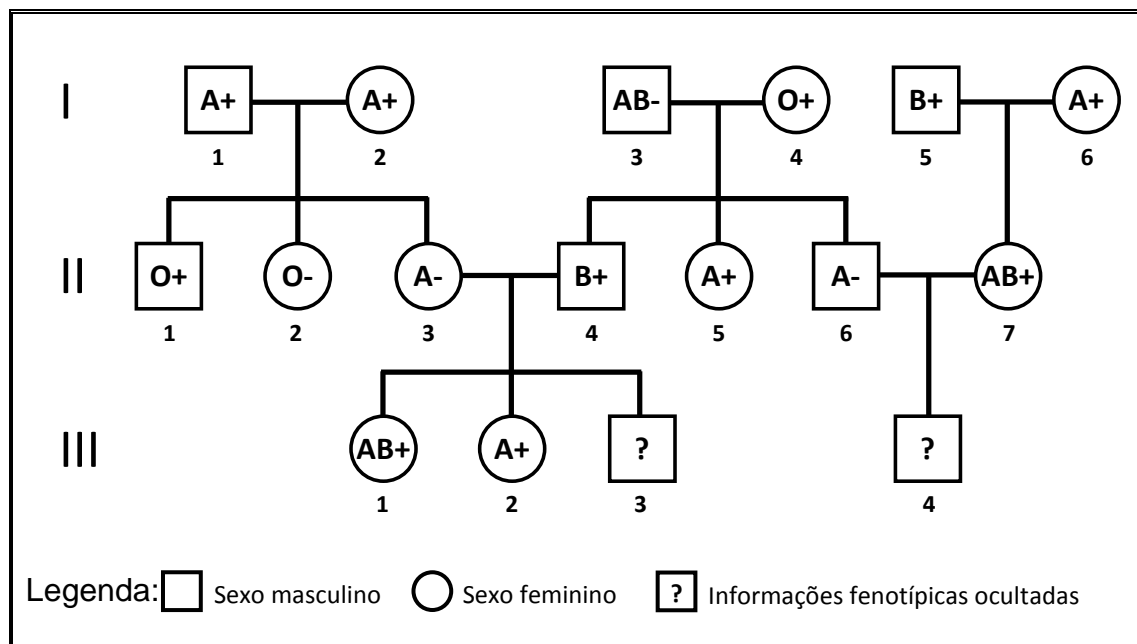 I
A+
A+
AB-
O+
B+
A+
1
2
3
4
5
6
II
O+
O-
A-
B+
A+
A-
AB+
1
2
3
4
5
6
7
III
AB+
A+
?
?
1
2
3
4
Legenda: Sexo masculino Sexo feminino ? Informações fenotípicas ocultadas